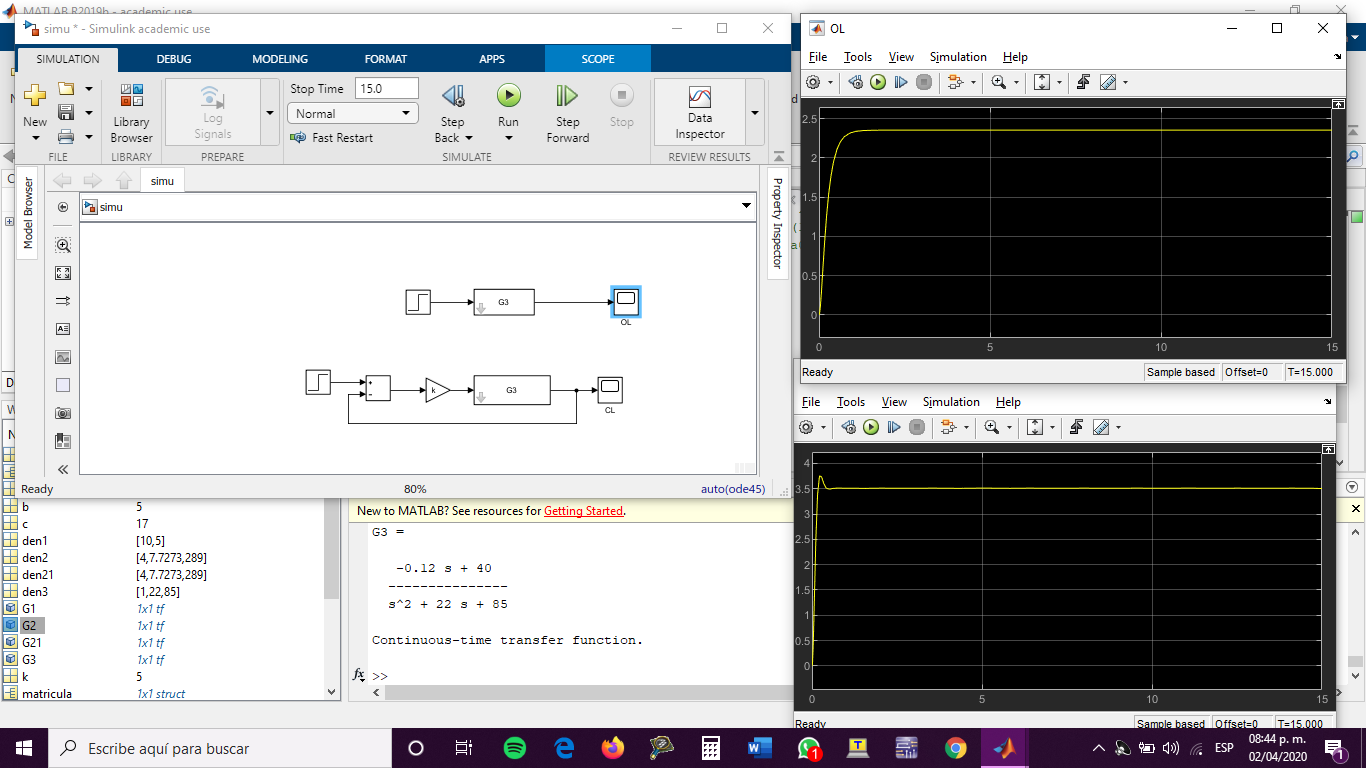 MATLAB R2019b - academic use
simu * - Simulink academic use
SIMULATION
DEBUG
MODELING
FORMAT
APPS
SCOPE
New
Library
Browser
Log
Signals
Stop Time
15.0
Normal
Fast Restart
Step
Back
Run
Step
Forward
Stop
Data
Inspector
FILE
LIBRARY
PREPARE
SIMULATE
REVIEW RESULTS
Model Browser
simu
simu
Property Inspector
G3
OL
+
−
k
G3
CL
Ready
80%
auto(ode45)
OL
File
Tools
View
Simulation
Help
2.5
2
1.5
1
0.5
0
0
5
10
15
Ready
Sample based
Offset=0
T=15.000
File
Tools
View
Simulation
Help
4
3.5
3
2.5
2
1.5
1
0.5
0
0
5
10
15
Ready
Sample based
Offset=0
T=15.000
b 5
c 17
den1 [10,5]
den2 [4,7.7273,289]
den21 [4,7.7273,289]
den3 [1,22,85]
G1 1x1 tf
G2 1x1 tf
G21 1x1 tf
G3 1x1 tf
k 5
matricula 1x1 struct
New to MATLAB? See resources for Getting Started.
G3 =
-0.12 s + 40
---------------
s^2 + 22 s + 85
Continuous-time transfer function.
fx >>
Escribe aquí para buscar
1
ESP
08:44 p. m.
02/04/2020
1